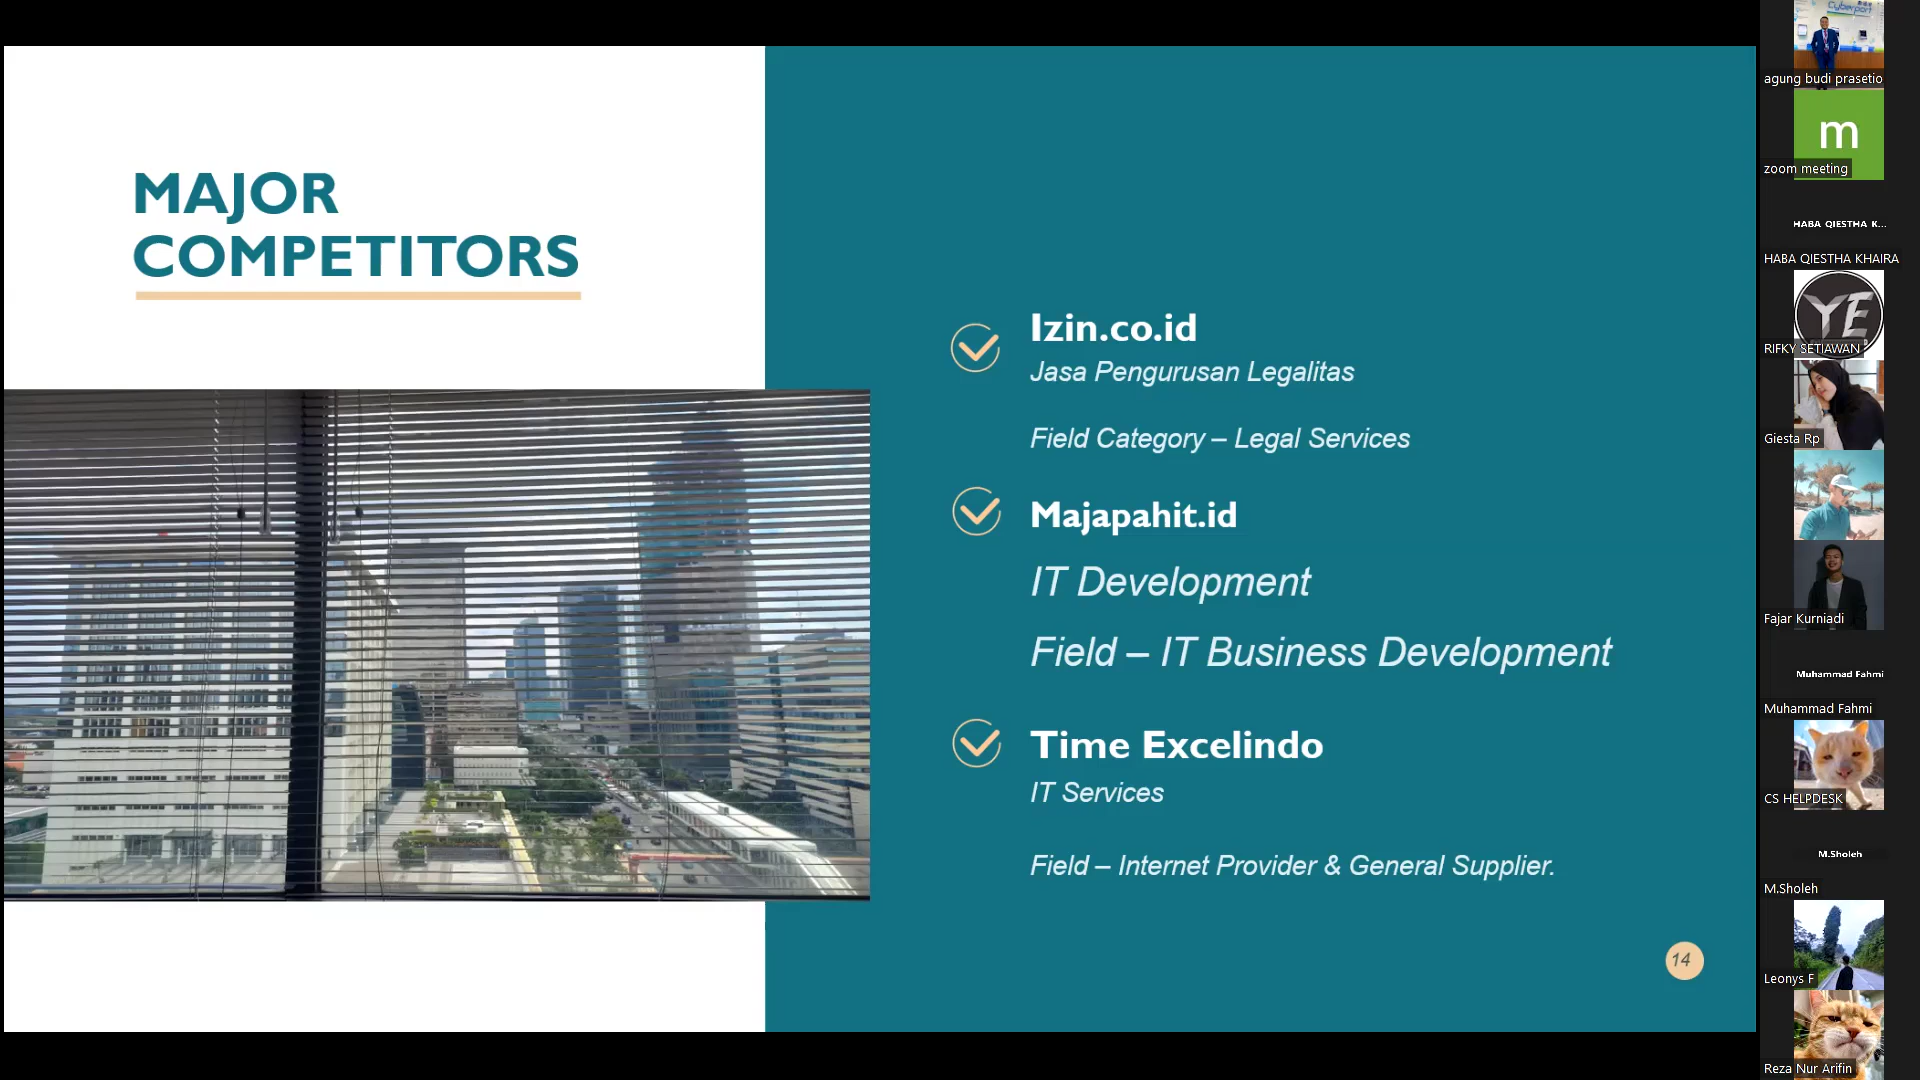 MAJOR
COMPETITORS
Izin.co.id
Jasa Pengurusan Legalitas
Field Category – Legal Services
Majapahit.id
IT Development
Field – IT Business Development
Time Excelindo
IT Services
Field – Internet Provider & General Supplier.
14
Cyberport
agung budi prasetio
m
zoom meeting
HABA QIESTHA K...
HABA QIESTHA KHAIRA
YE
RIFKY SETIAWAN
Giesta Rp
Fajar Kurniadi
Muhammad Fahmi
Muhammad Fahmi
CS HELPDESK
M.Sholeh
M.Sholeh
Leonys F
Reza Nur Arifin